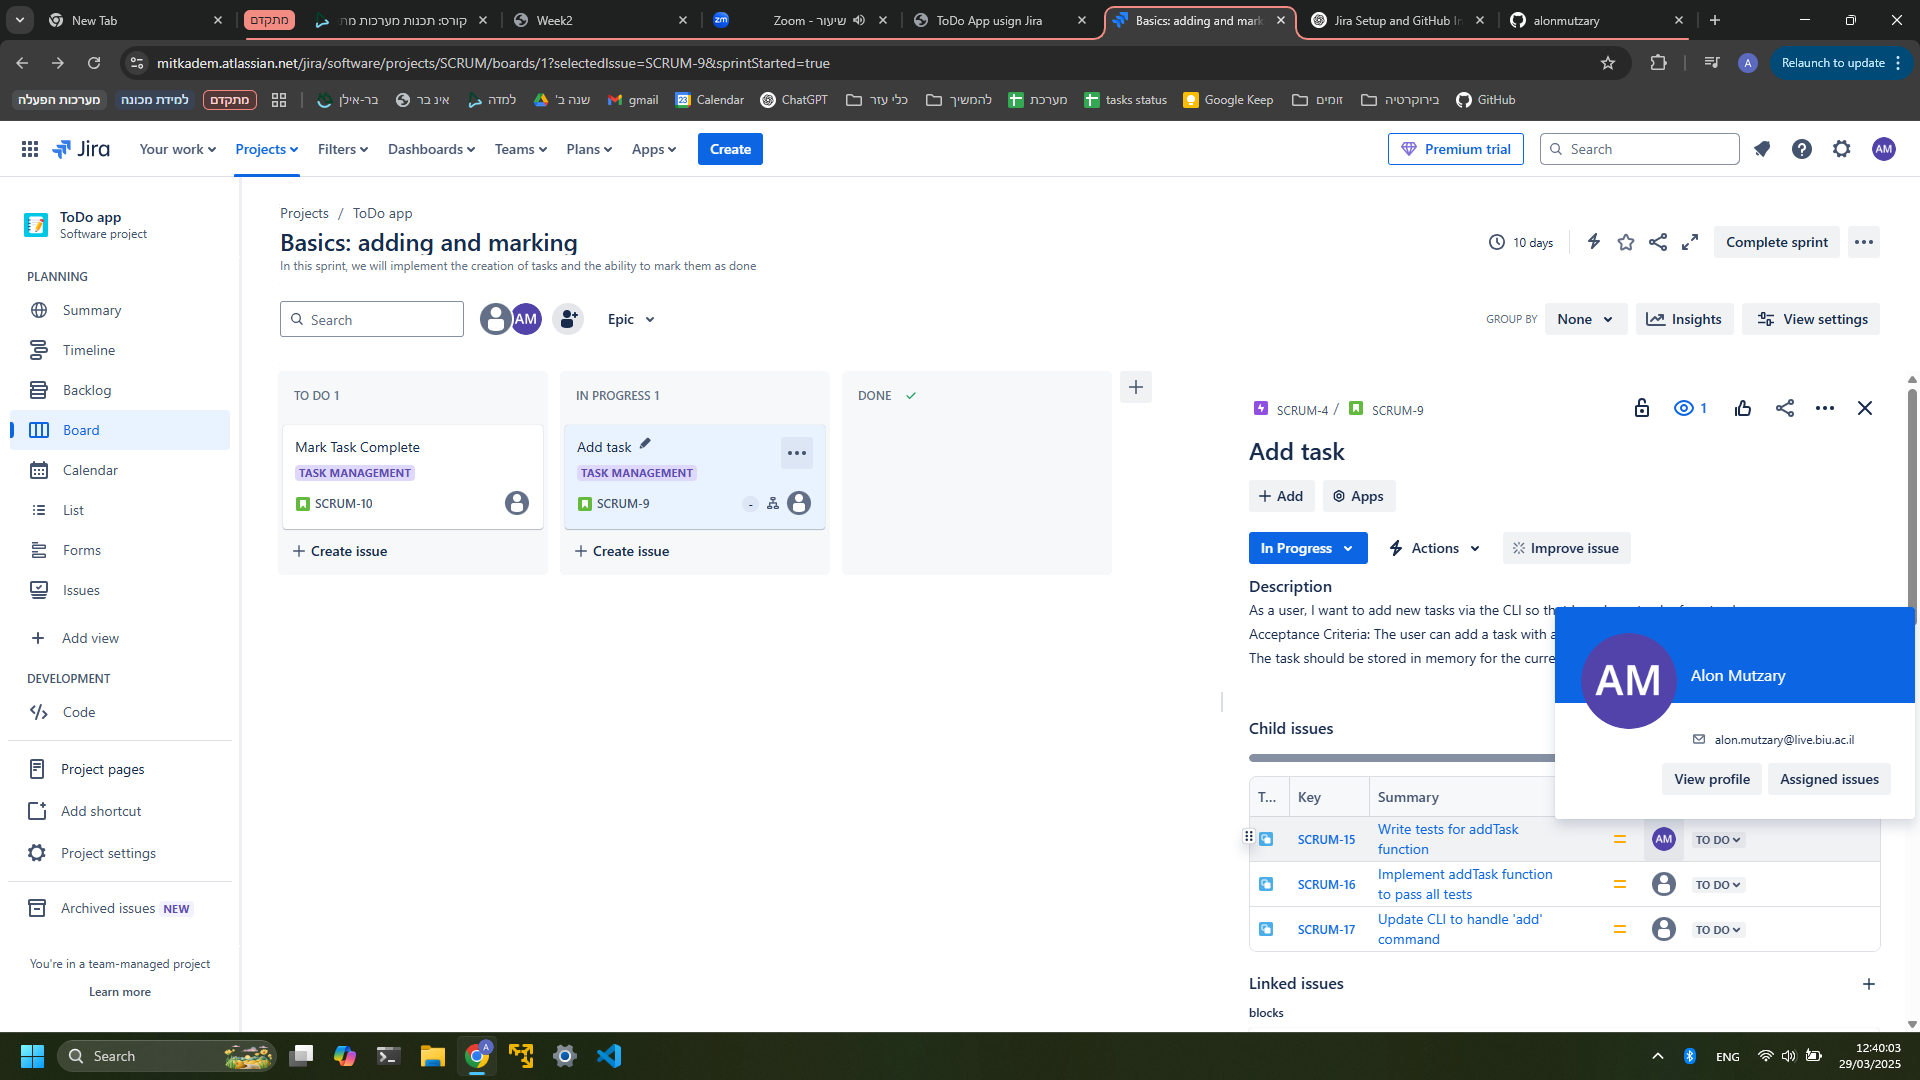 New Tab
מתקדם
קורס: תכנות מערכות מת
Week2
Zoom - שיעור
ToDo App usign Jira
Basics: adding and mark
Jira Setup and GitHub In
alonmutzary
mitkadem.atlassian.net/jira/software/projects/SCRUM/boards/1?selectedIssue=SCRUM-9&sprintStarted=true
A
Relaunch to update
מערכות הפעלה
למידת מכונה
מתקדם
בר-אילן
אינ בר
למדה
שנה ב'
gmail
Calendar
ChatGPT
כלי עזר
להמשיך
מערכת
tasks status
Google Keep
זומים
בירוקרטיה
GitHub
Jira
Your work
Projects
Filters
Dashboards
Teams
Plans
Apps
Create
Premium trial
Search
AM
ToDo app
Software project
PLANNING
Summary
Timeline
Backlog
Board
Calendar
List
Forms
Issues
Add view
DEVELOPMENT
Code
Project pages
Add shortcut
Project settings
Archived issues NEW
You're in a team-managed project
Learn more
Projects / ToDo app
Basics: adding and marking
In this sprint, we will implement the creation of tasks and the ability to mark them as done
10 days
Complete sprint
Search
AM
Epic
GROUP BY
None
Insights
View settings
TO DO 1
Mark Task Complete
TASK MANAGEMENT
SCRUM-10
+ Create issue
IN PROGRESS 1
Add task
TASK MANAGEMENT
SCRUM-9
-
+ Create issue
DONE
SCRUM-4 / SCRUM-9
1
Add task
+ Add
Apps
In Progress
Actions
Improve issue
Description
As a user, I want to add new tasks via the CLI so th
Acceptance Criteria: The user can add a task with a
The task should be stored in memory for the curre
AM
Alon Mutzary
alon.mutzary@live.biu.ac.il
View profile
Assigned issues
Child issues
T...
Key
Summary
SCRUM-15
Write tests for addTask
function
AM
TO DO
SCRUM-16
Implement addTask function
to pass all tests
TO DO
SCRUM-17
Update CLI to handle 'add'
command
TO DO
Linked issues
blocks
Search
A
ENG
12:40:03
29/03/2025